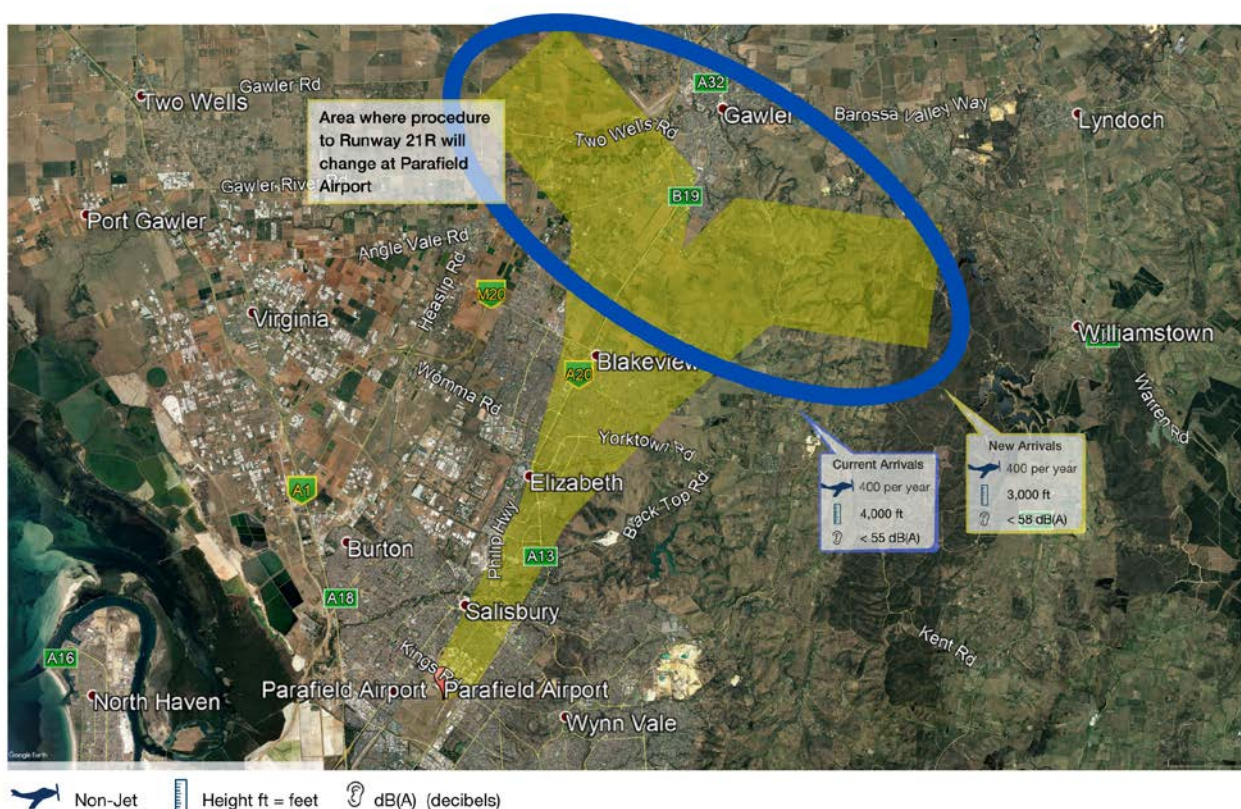 A32
Gawler Rd
Two Wells
Gawler
Barossa Valley Way
Lyndoch
Area where procedure
to Runway 21R will
change at Parafield
Airport
Two Wells Rd
Gawler River Rd
B19
Port Gawler
Angle Vale Rd
Heaslip Rd
M20
Virginia
Williamstown
Blakeview
A20
Womma Rd
Warren Rd
Yorktown Rd
New Arrivals
400 per year
3,000 ft
< 58 dB(A)
Current Arrivals
400 per year
4,000 ft
< 55 dB(A)
Elizabeth
A1
Black Top Rd
Philip Hwy
Burton
A13
A18
Salisbury
Kings Rd
Kent Rd
A16
Parafield Airport
Parafield Airport
North Haven
Wynn Vale
Google Earth
Non-Jet
Height ft = feet
dB(A) (decibels)